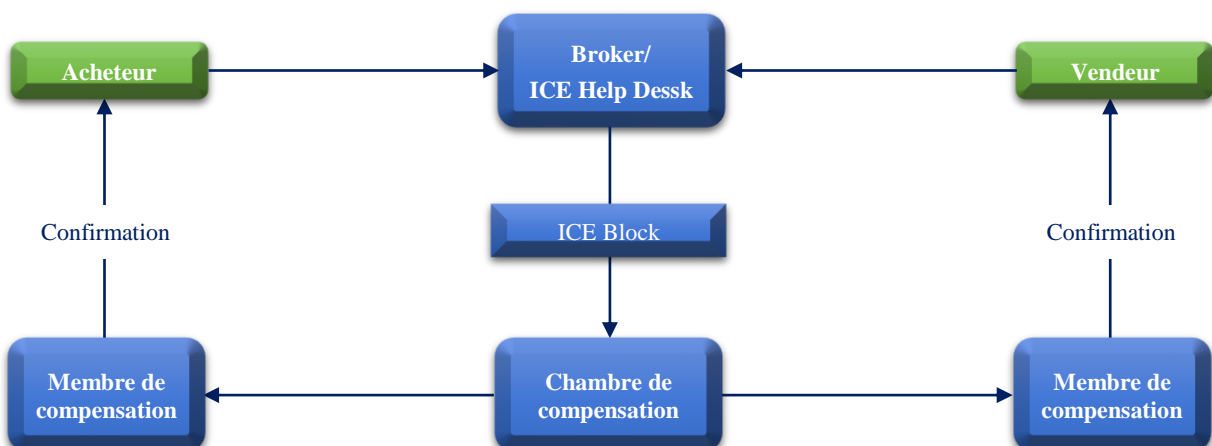 Broker/
Acheteur
ICE Help Dessk
Vendeur
Confirmation
ICE Block
Confirmation
Membre de
compensation
Chambre de
compensation
Membre de
compensation